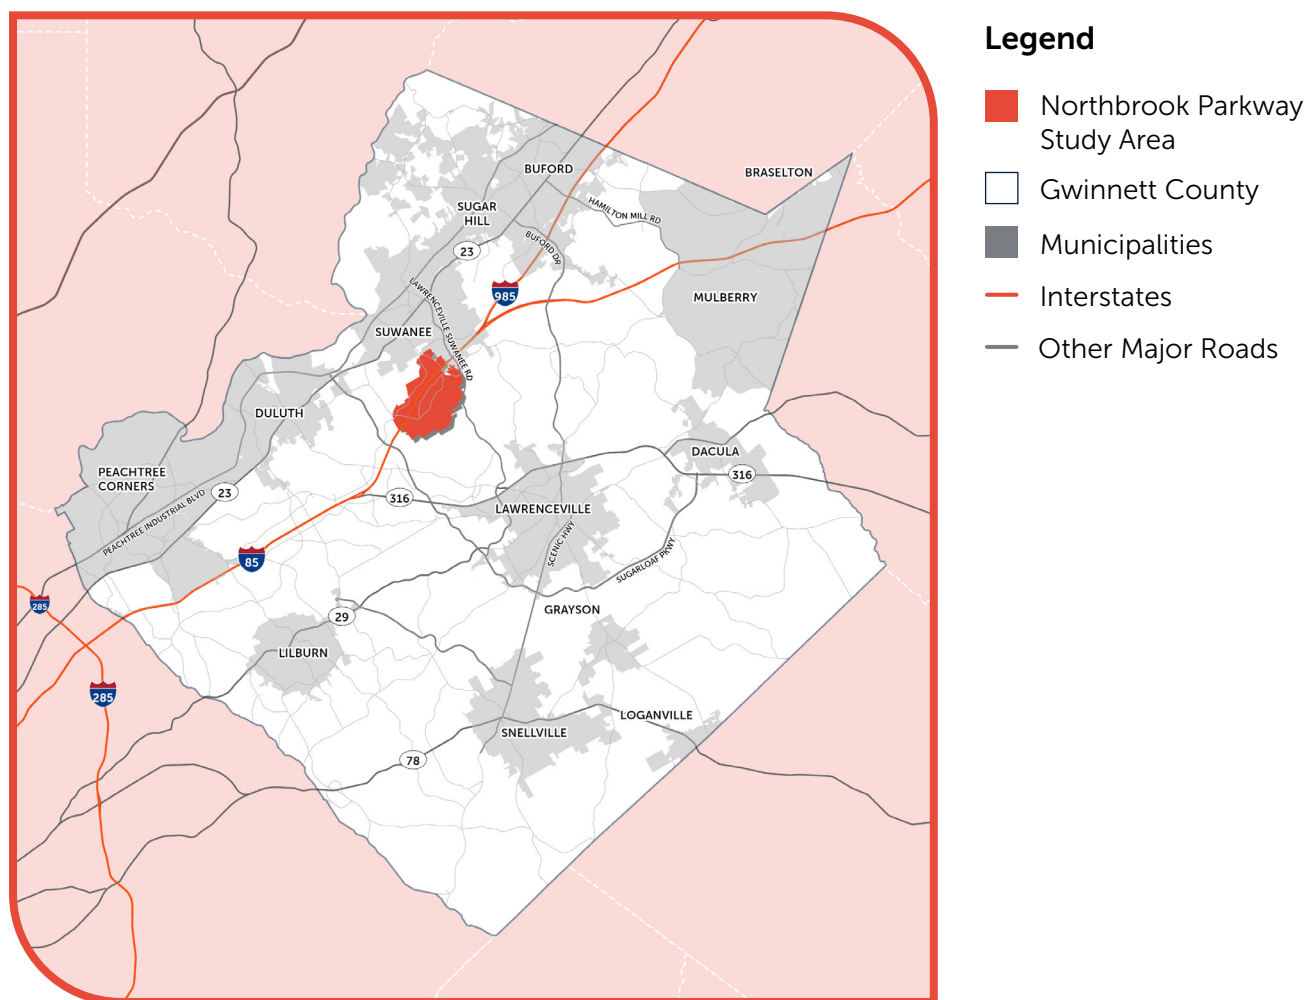 Legend
Northbrook Parkway
Study Area
Gwinnett County
Municipalities
Interstates
Other Major Roads
BUFORD
BRASELTON
SUGAR
HILL
HAMILTON MILL RD
BUFORD DR
23
LAWRENCEVILLE SUWANEE RD
985
MULBERRY
SUWANEE
DULUTH
DACULA
PEACHTREE
CORNERS
316
23
316
PEACHTREE INDUSTRIAL BLVD
LAWRENCEVILLE
SCENIC HWY
85
SUGARLOAF PKWY
285
GRAYSON
29
LILBURN
285
LOGANVILLE
SNELLVILLE
78